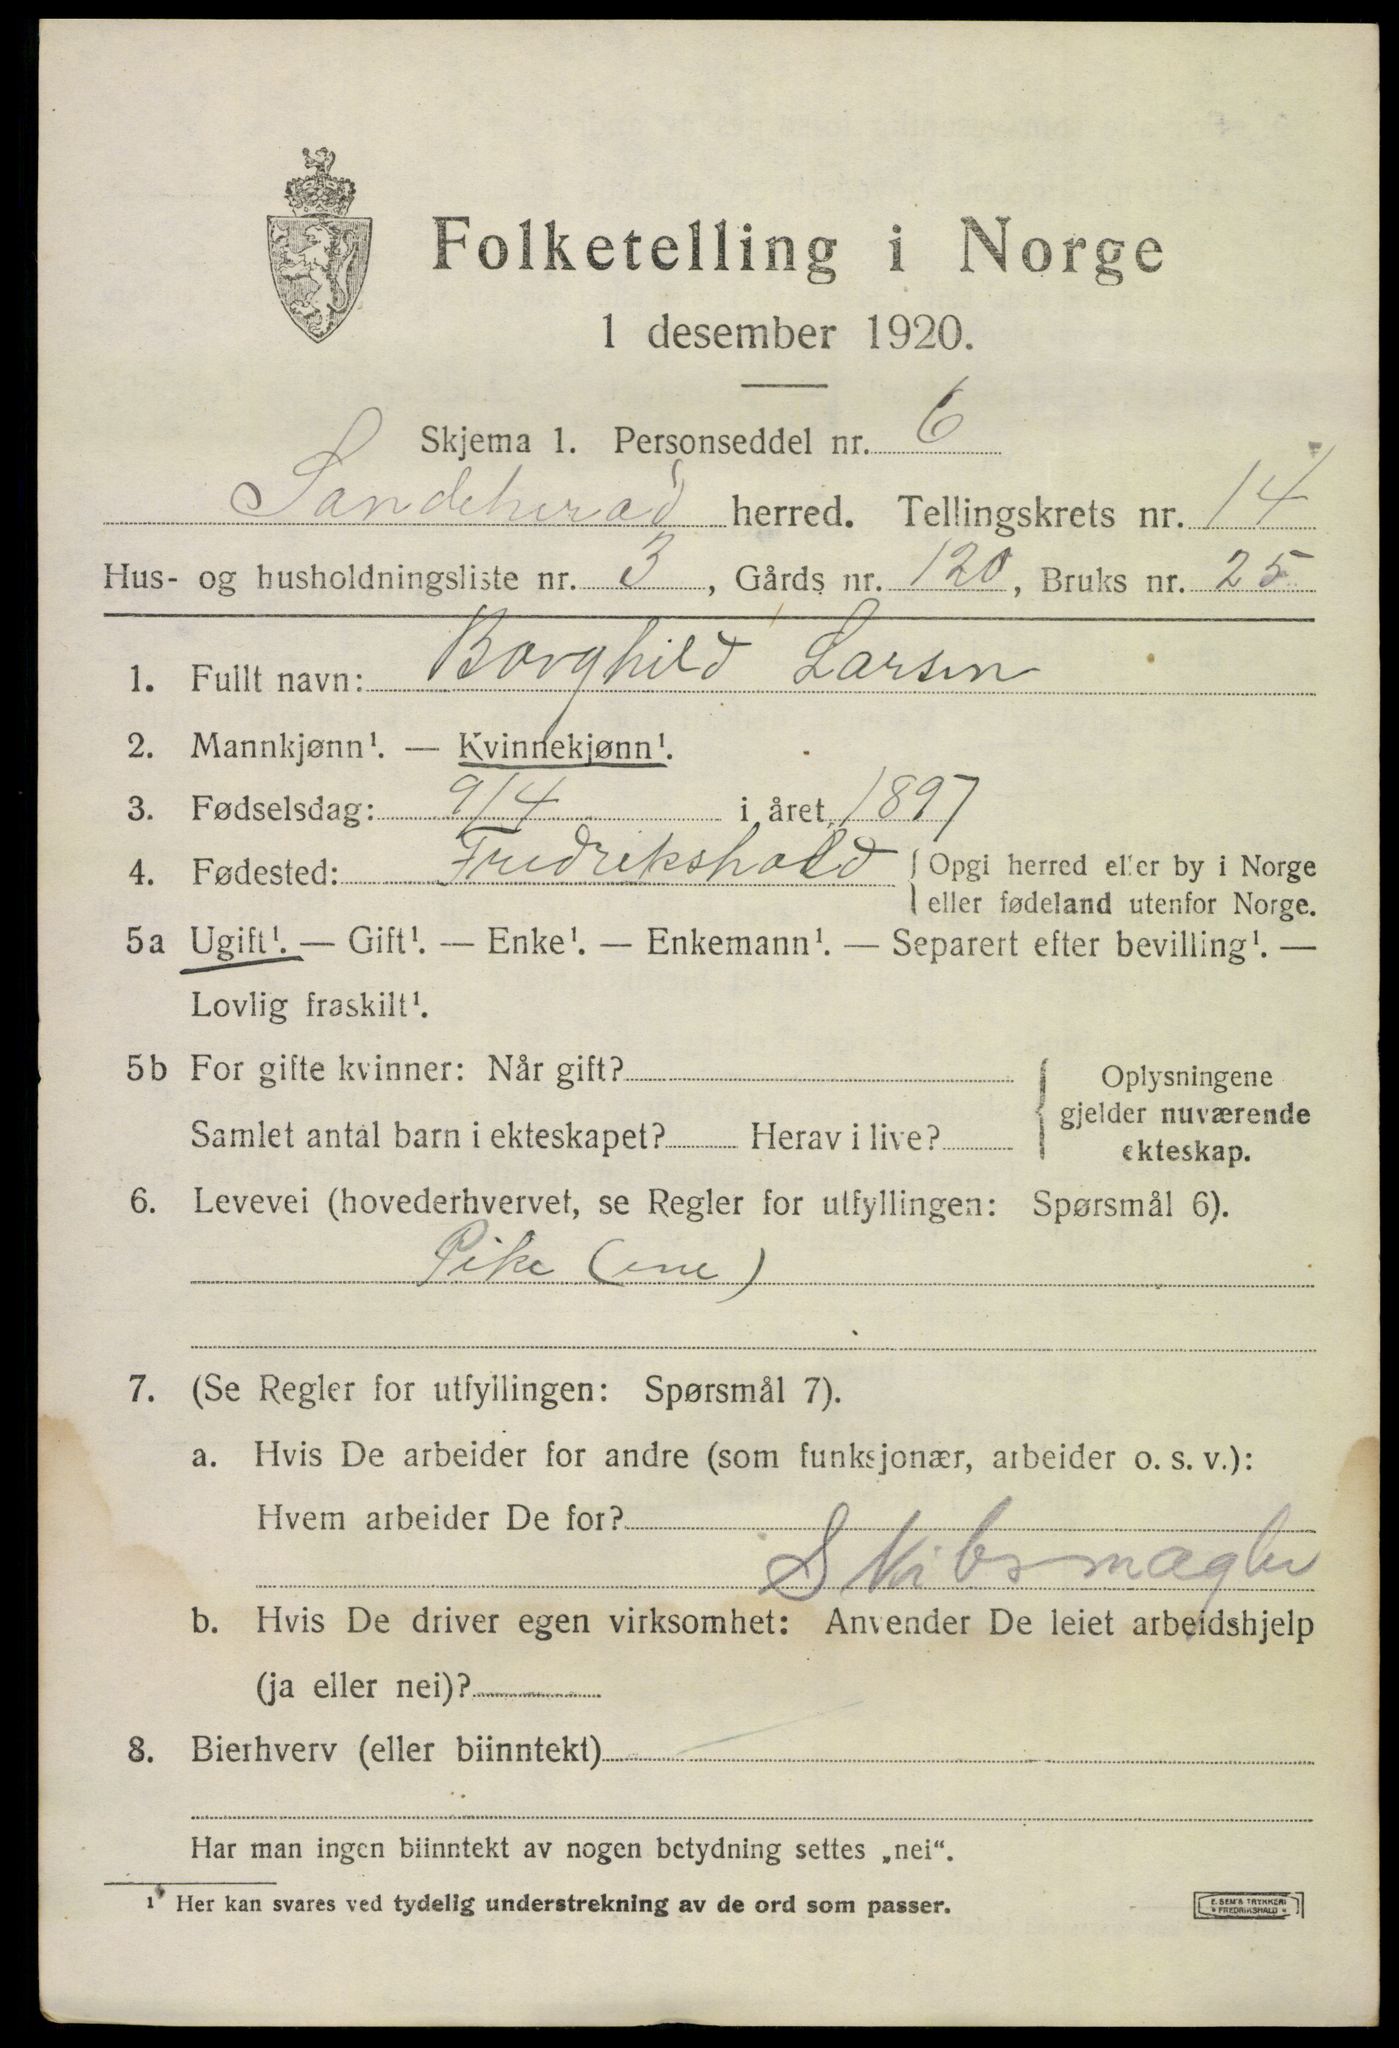 Folketelling i Norge
1 desember 1920.
Skjema 1. Personseddel nr. 6
Sandeherad herred. Tellingskrets nr. 14
Hus- og husholdningsliste nr. 3, Gårds nr. 120, Bruks nr. 25
1. Fullt navn: Borghild Larsen
2. Mannkjønn¹. — Kvinnekjønn¹.
3. Fødselsdag: 9/4 i året 1897
4. Fødested: Fredrikshald { Opgi herred eller by i Norge
eller fødeland utenfor Norge.
5a Ugift¹. — Gift¹. — Enke¹. — Enkemann¹. — Separert efter bevilling¹. —
Lovlig fraskilt¹.
5b For gifte kvinner: Når gift?
Samlet antal barn i ekteskapet? Herav i live?
Oplysningene
gjelder nuværende
ekteskap.
6. Levevei (hovederhvervet, se Regler for utfyllingen: Spørsmål 6).
Pike (ene)
7. (Se Regler for utfyllingen: Spørsmål 7).
a. Hvis De arbeider for andre (som funksjonær, arbeider o. s. v.):
Hvem arbeider De for?
Skibsmægler
b. Hvis De driver egen virksomhet: Anvender De leiet arbeidshjelp
(ja eller nei)?
8. Bierhverv (eller biinntekt) —
Har man ingen biinntekt av nogen betydning settes „nei“.
¹ Her kan svares ved tydelig understrekning av de ord som passer.
E. SEM'S TRYKKERI
* FREDRIKSHALD *